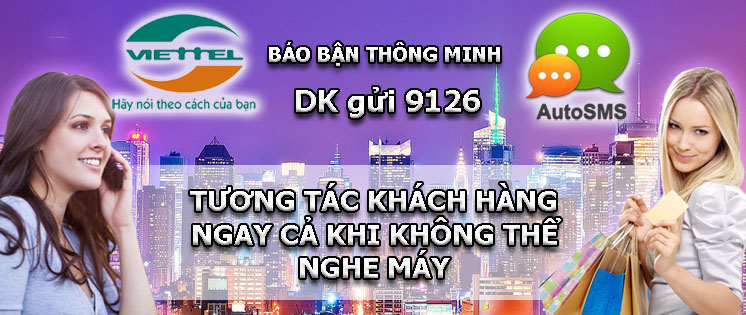 VIETTEL
Hãy nói theo cách của bạn
BÁO BẬN THÔNG MINH
DK gửi 9126
AutoSMS
TƯƠNG TÁC KHÁCH HÀNG
NGAY CẢ KHI KHÔNG THỂ
NGHE MÁY